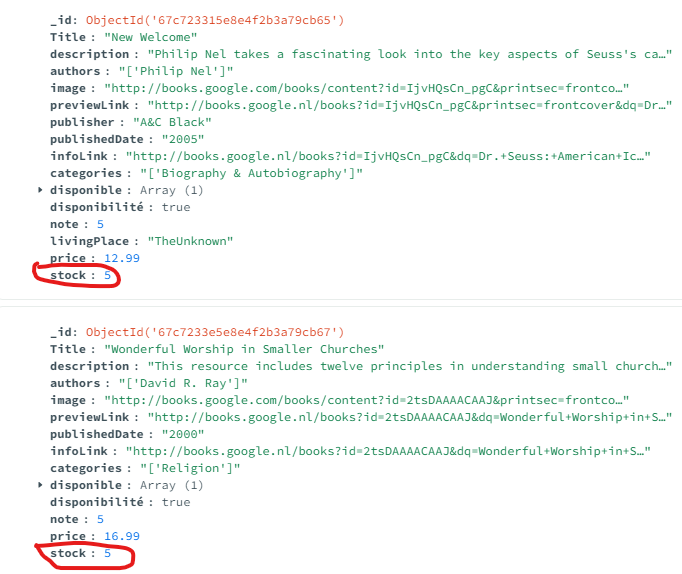 _id: ObjectId('67c723315e8e4f2b3a79cb65')
Title : "New Welcome"
description : "Philip Nel takes a fascinating look into the key aspects of Seuss's ca…"
authors : "['Philip Nel']"
image : "http://books.google.com/books/content?id=IjvHQsCn_pgC&printsec=frontco…"
previewLink : "http://books.google.nl/books?id=IjvHQsCn_pgC&printsec=frontcover&dq=Dr…"
publisher : "A&C Black"
publishedDate : "2005"
infoLink : "http://books.google.nl/books?id=IjvHQsCn_pgC&dq=Dr.+Seuss:+American+Ic…"
categories : "['Biography & Autobiography']"
disponible : Array (1)
disponibilité : true
note : 5
livingPlace : "TheUnknown"
price : 12.99
stock : 5
_id: ObjectId('67c7233e5e8e4f2b3a79cb67')
Title : "Wonderful Worship in Smaller Churches"
description : "This resource includes twelve principles in understanding small church…"
authors : "['David R. Ray']"
image : "http://books.google.com/books/content?id=2tsDAAAACAAJ&printsec=frontco…"
previewLink : "http://books.google.nl/books?id=2tsDAAAACAAJ&dq=Wonderful+Worship+in+S…"
publishedDate : "2000"
infoLink : "http://books.google.nl/books?id=2tsDAAAACAAJ&dq=Wonderful+Worship+in+S…"
categories : "['Religion']"
disponible : Array (1)
disponibilité : true
note : 5
price : 16.99
stock : 5